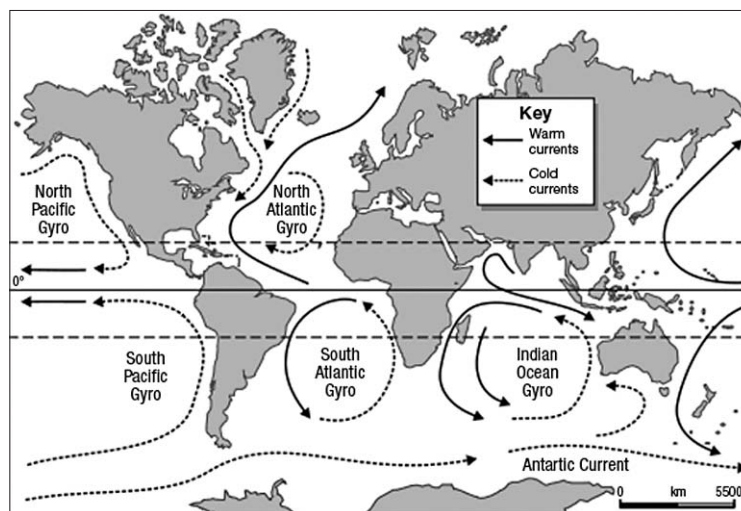 Key
Warm
currents
Cold
currents
North
Pacific
Gyro
North
Atlantic
Gyro
0°
South
Pacific
Gyro
South
Atlantic
Gyro
Indian
Ocean
Gyro
Antartic Current
0 km 5500